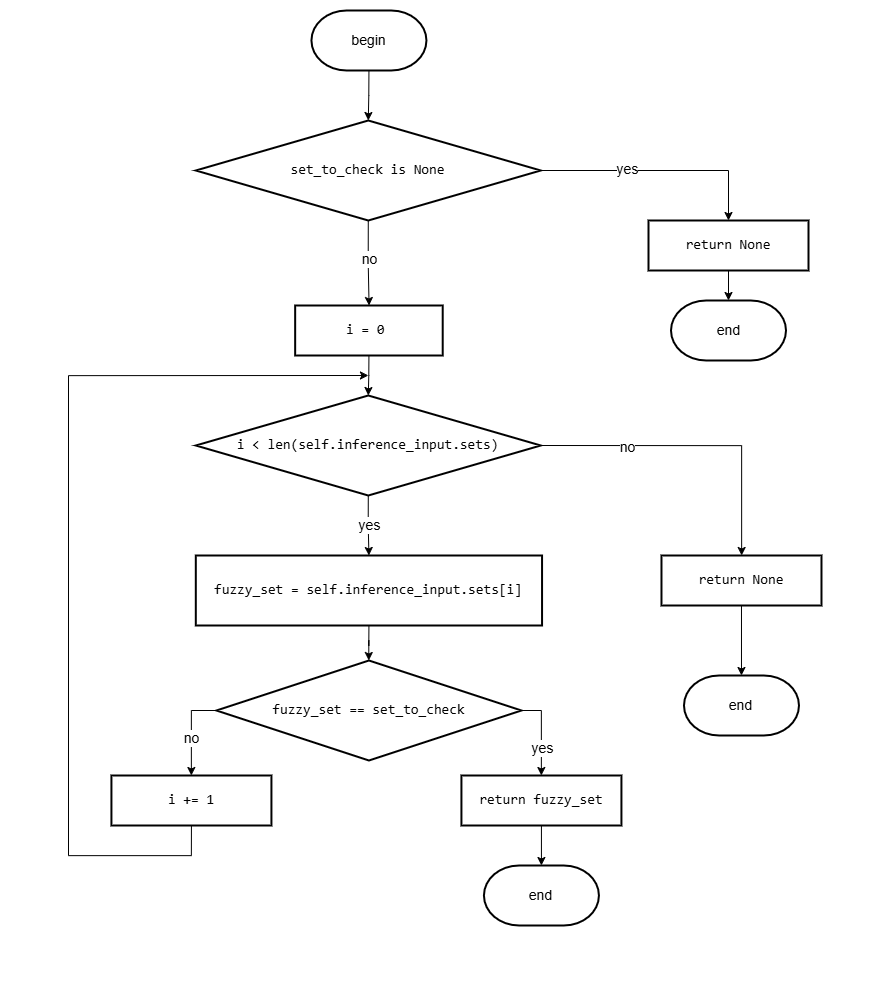 begin
set_to_check is None
yes
return None
no
end
i = 0
i < len(self.inference_input.sets)
no
yes
return None
fuzzy_set = self.inference_input.sets[i]
end
fuzzy_set == set_to_check
no
yes
i += 1
return fuzzy_set
end